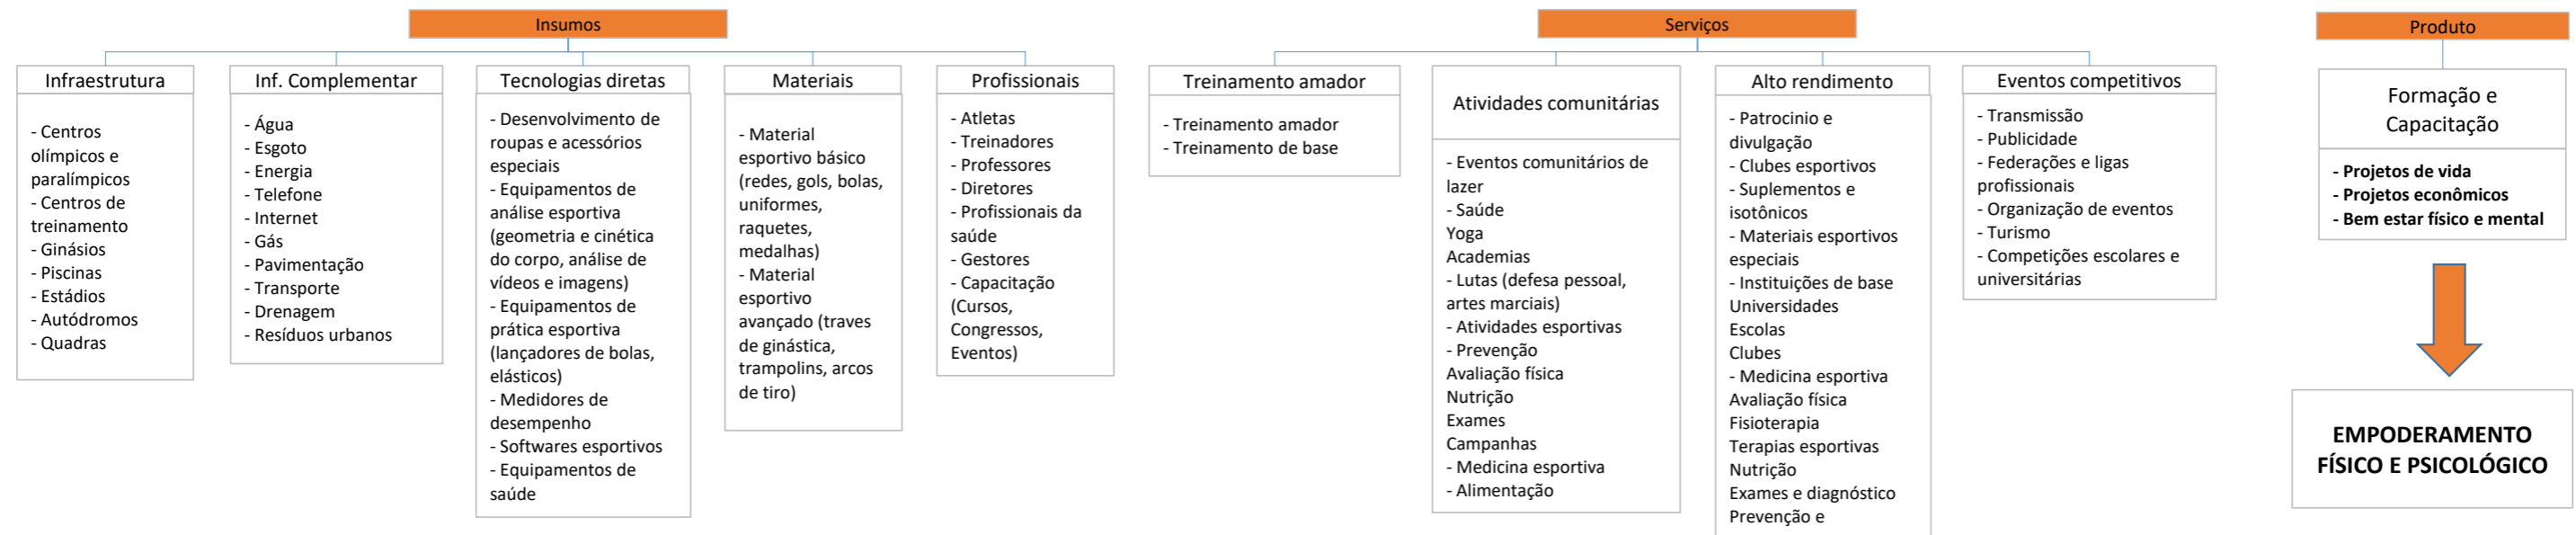 Insumos
Infraestrutura
- Centros
olímpicos e
paralímpicos
- Centros de
treinamento
- Ginásios
- Piscinas
- Estádios
- Autódromos
- Quadras
Inf. Complementar
- Água
- Esgoto
- Energia
- Telefone
- Internet
- Gás
- Pavimentação
- Transporte
- Drenagem
- Resíduos urbanos
Tecnologias diretas
- Desenvolvimento de
roupas e acessórios
especiais
- Equipamentos de
análise esportiva
(geometria e cinética
do corpo, análise de
vídeos e imagens)
- Equipamentos de
prática esportiva
(lançadores de bolas,
elásticos)
- Medidores de
desempenho
- Softwares esportivos
- Equipamentos de
saúde
Materiais
- Material
esportivo básico
(redes, gols, bolas,
uniformes,
raquetes,
medalhas)
- Material
esportivo
avançado (traves
de ginástica,
trampolins, arcos
de tiro)
Profissionais
- Atletas
- Treinadores
- Professores
- Diretores
- Profissionais da
saúde
- Gestores
- Capacitação
(Cursos,
Congressos,
Eventos)
Serviços
Treinamento amador
- Treinamento amador
- Treinamento de base
Atividades comunitárias
- Eventos comunitários de
lazer
- Saúde
Yoga
Academias
- Lutas (defesa pessoal,
artes marciais)
- Atividades esportivas
- Prevenção
Avaliação física
Nutrição
Exames
Campanhas
- Medicina esportiva
- Alimentação
Alto rendimento
- Patrocinio e
divulgação
- Clubes esportivos
- Suplementos e
isotônicos
- Materiais esportivos
especiais
- Instituições de base
Universidades
Escolas
Clubes
- Medicina esportiva
Avaliação física
Fisioterapia
Terapias esportivas
Nutrição
Exames e diagnóstico
Prevenção e
Eventos competitivos
- Transmissão
- Publicidade
- Federações e ligas
profissionais
- Organização de eventos
- Turismo
- Competições escolares e
universitárias
Produto
Formação e
Capacitação
- Projetos de vida
- Projetos econômicos
- Bem estar físico e mental
EMPODERAMENTO
FÍSICO E PSICOLÓGICO